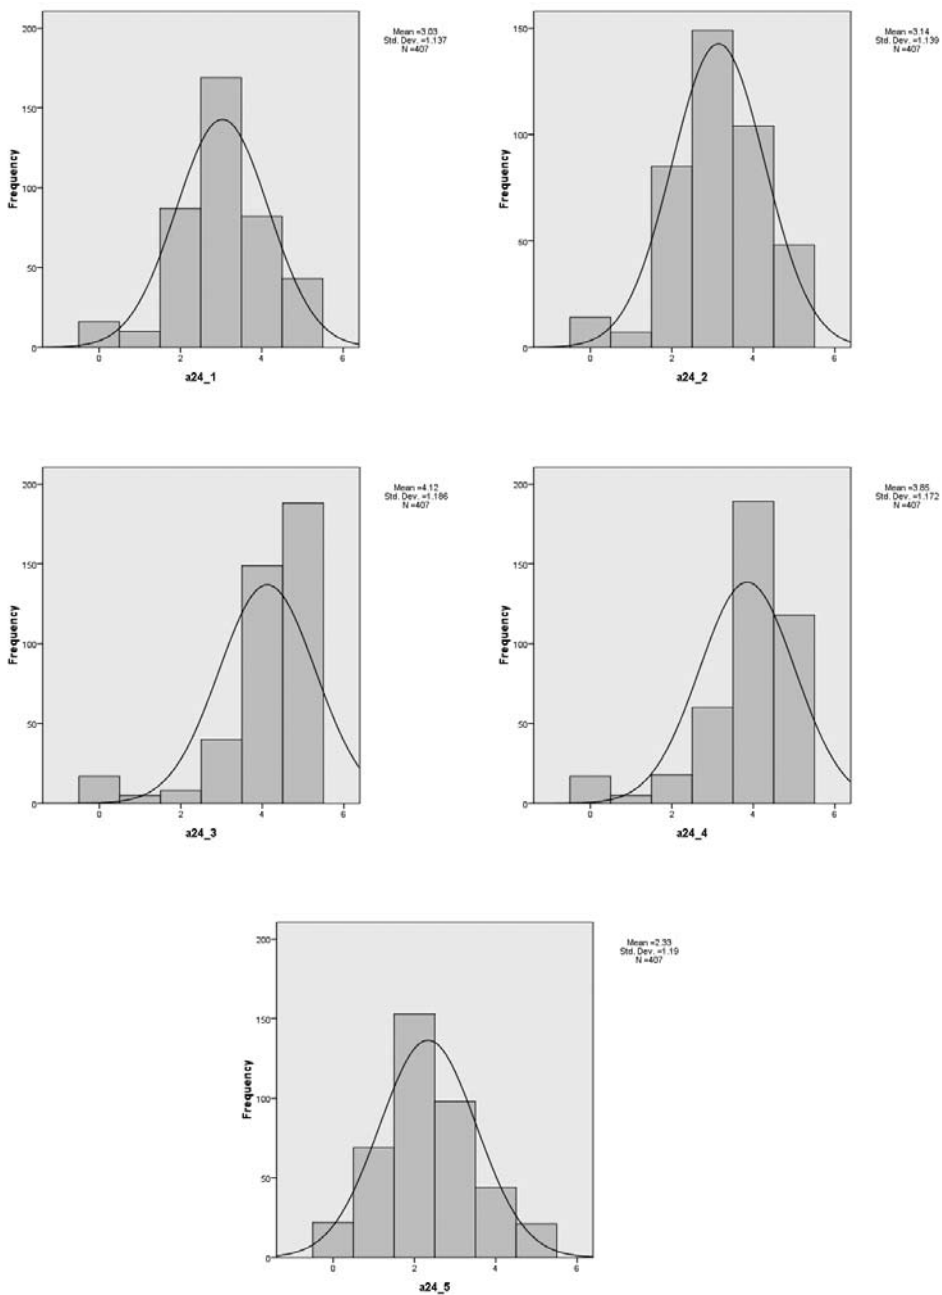 200
150
100
50
0
Frequency
0 2 4 6
a24_1
Mean =3.03
Std. Dev. =1.137
N =407
150
100
50
0
Frequency
0 2 4 6
a24_2
Mean =3.14
Std. Dev. =1.139
N =407
200
150
100
50
0
Frequency
0 2 4 6
a24_3
Mean =4.12
Std. Dev. =1.186
N =407
200
150
100
50
0
Frequency
0 2 4 6
a24_4
Mean =3.85
Std. Dev. =1.172
N =407
200
150
100
50
0
Frequency
0 2 4 6
a24_5
Mean =2.33
Std. Dev. =1.19
N =407